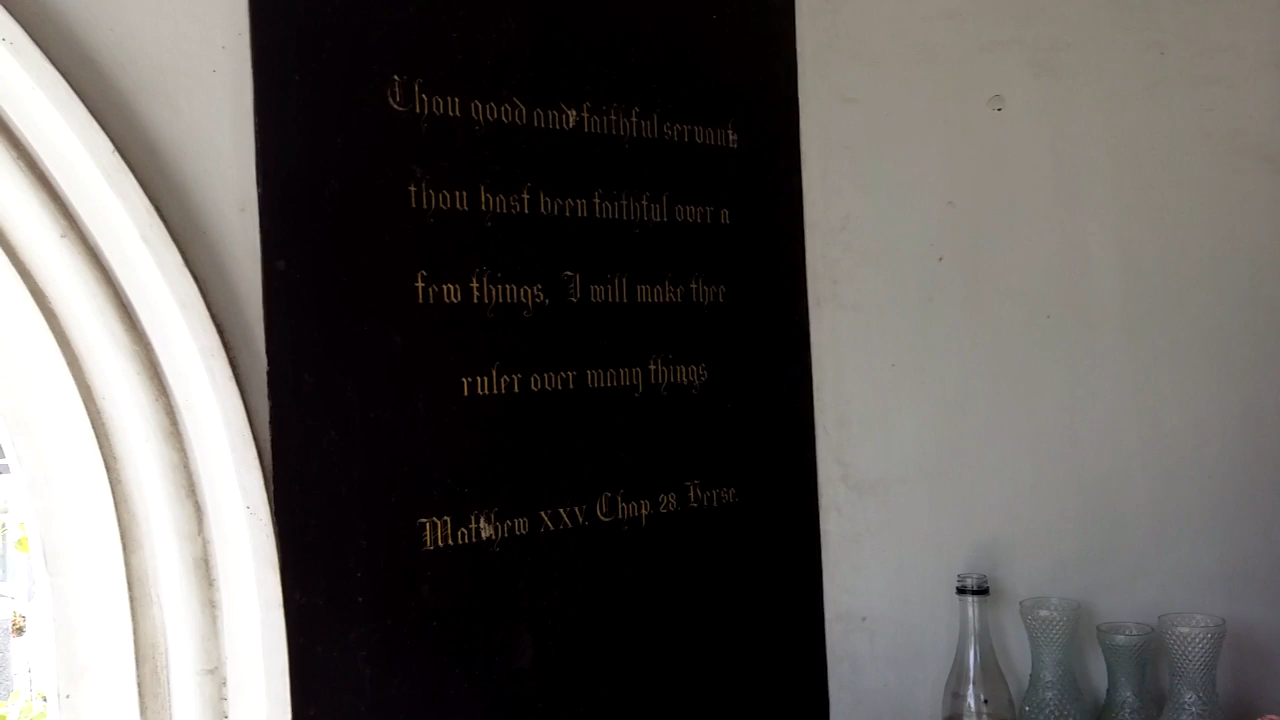 Thou good and faithful servant
thou hast been faithful over a
few things, I will make thee
ruler over many things
Matthew XXV. Chap. 28. Verse.